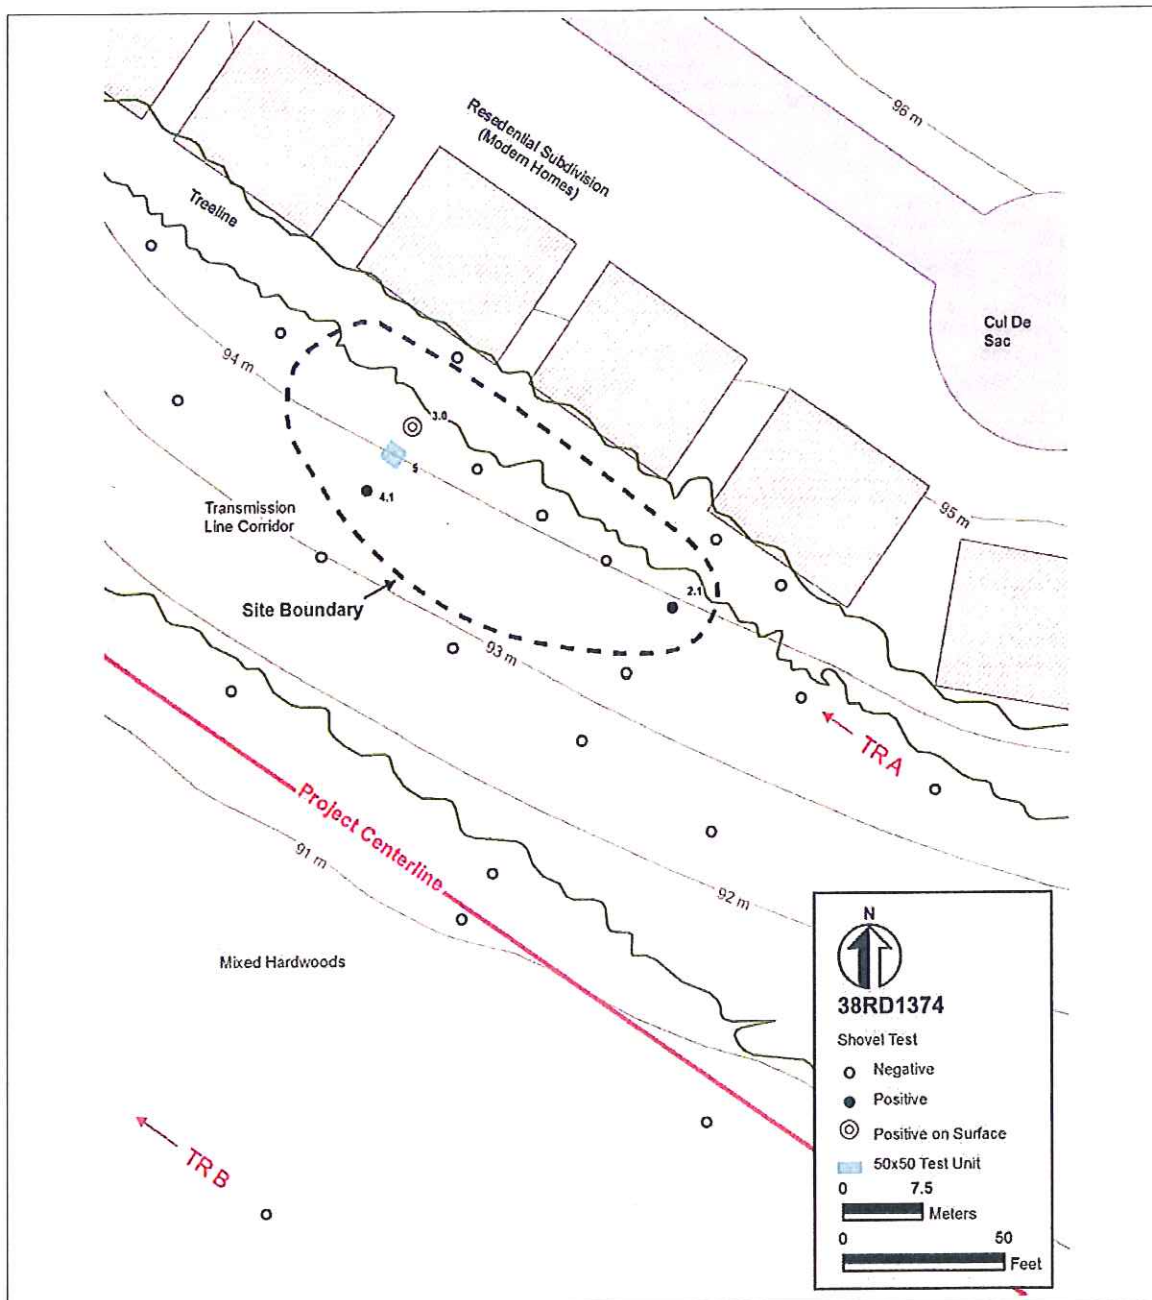 96 m
Resedential Subdivision
(Modern Homes)
Treeline
Cul De
Sac
94 m
3.0
5
4.1
95 m
Transmission
Line Corridor
2.1
Site Boundary
93 m
TR A
Project Centerline
91 m
92 m
Mixed Hardwoods
TR B
N
38RD1374
Shovel Test
Negative
Positive
Positive on Surface
50x50 Test Unit
0 7.5
Meters
0 50
Feet